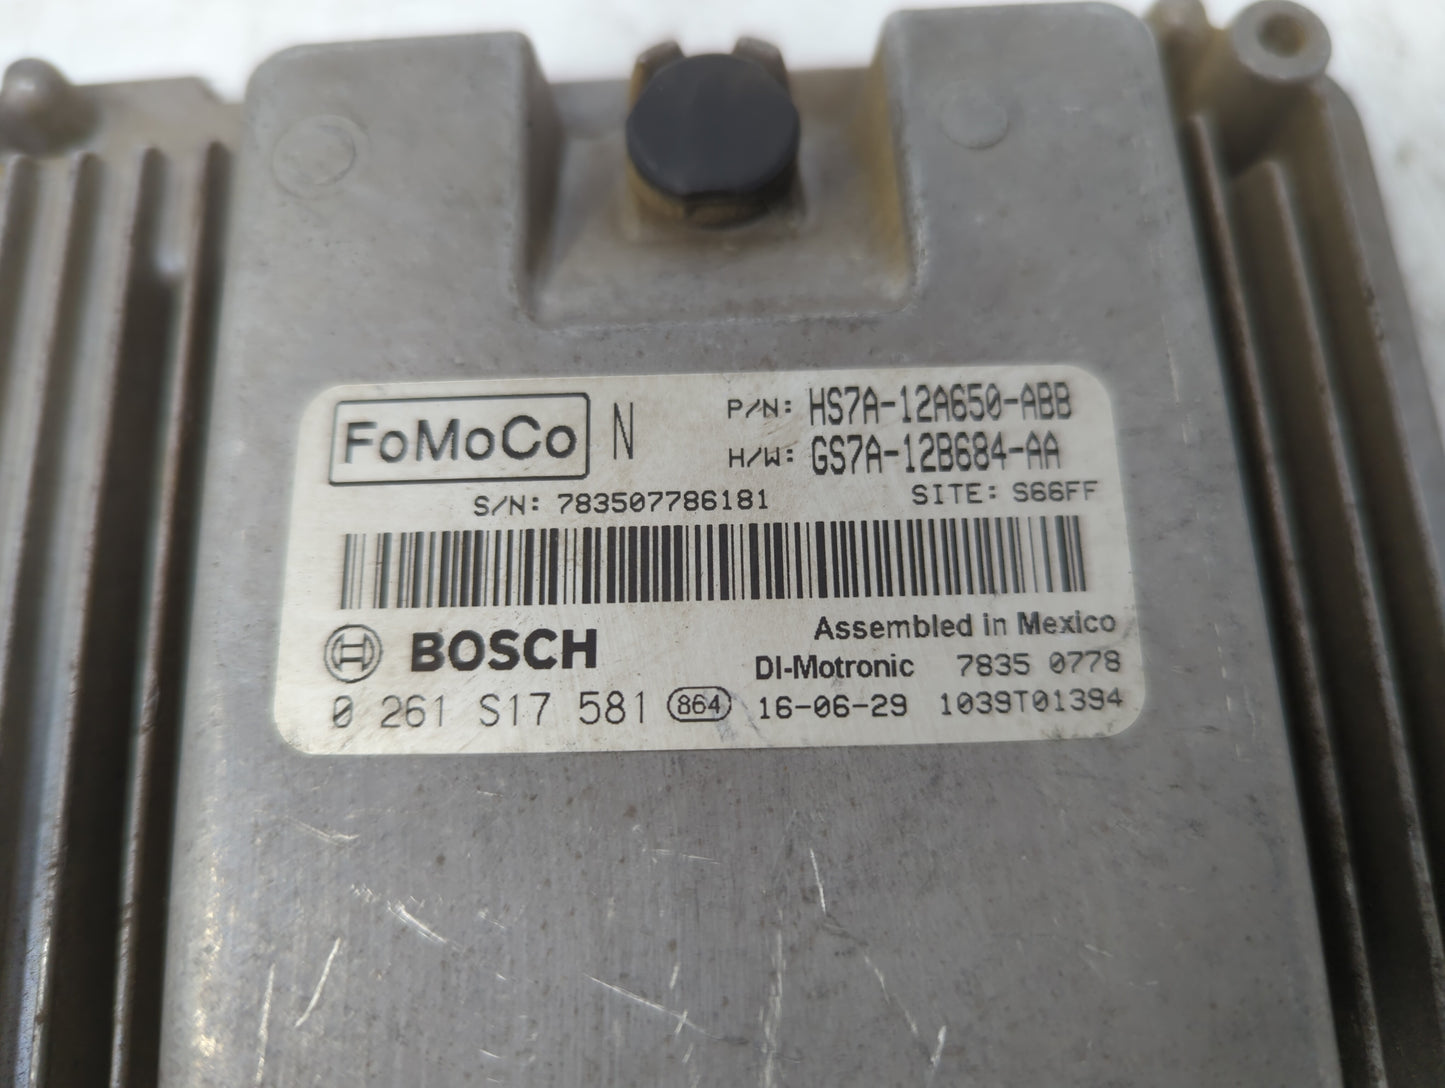 FoMoCo N P/N: HS7A-12A650-ABB
H/W: GS7A-12B684-AA
S/N: 783507786181 SITE: S66FF
Assembled in Mexico
BOSCH DI-Motronic 7835 0778
0 261 S17 581 864 16-06-29 1039T01394